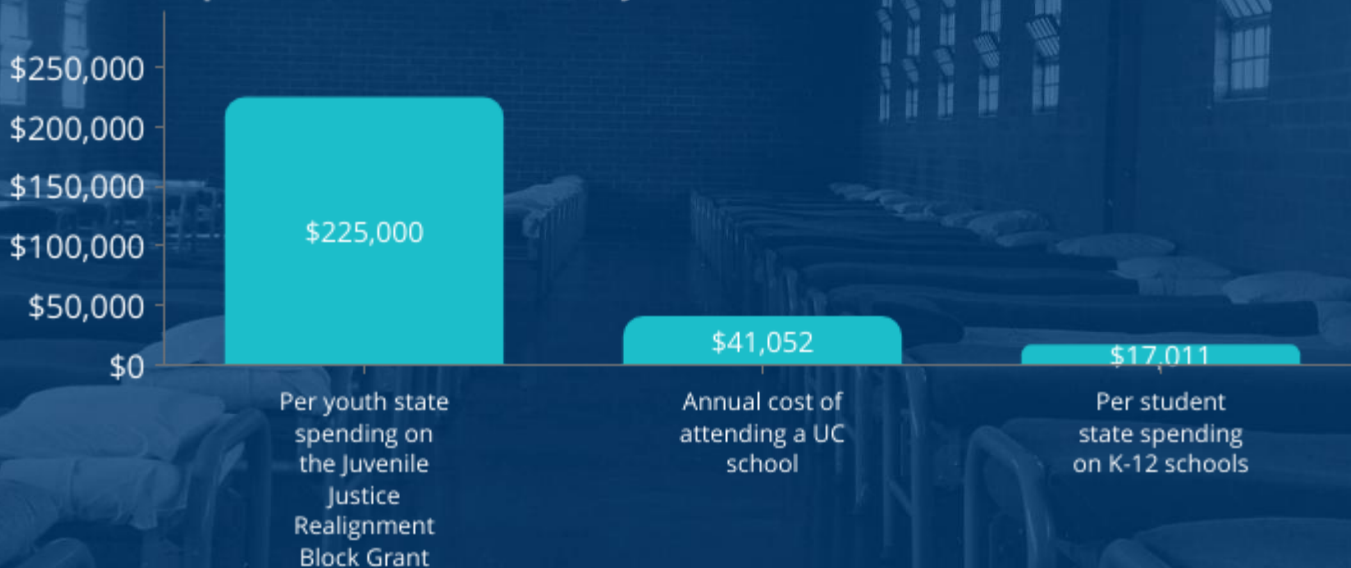 $250,000
$200,000
$150,000
$100,000
$50,000
$0
$225,000
$41,052
$17,011
Per youth state
spending on
the Juvenile
Justice
Realignment
Block Grant
Annual cost of
attending a UC
school
Per student
state spending
on K-12 schools